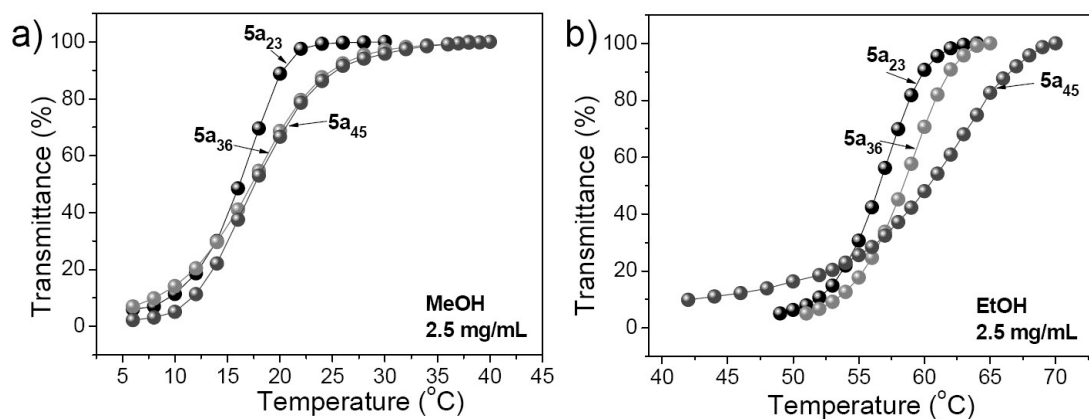 a)
Transmittance (%)
100
80
60
40
20
0
5a₂₃
5a₃₆
5a₄₅
MeOH
2.5 mg/mL
5 10 15 20 25 30 35 40 45
Temperature (°C)
b)
Transmittance (%)
100
80
60
40
20
0
5a₂₃
5a₄₅
5a₃₆
EtOH
2.5 mg/mL
40 45 50 55 60 65 70
Temperature (°C)